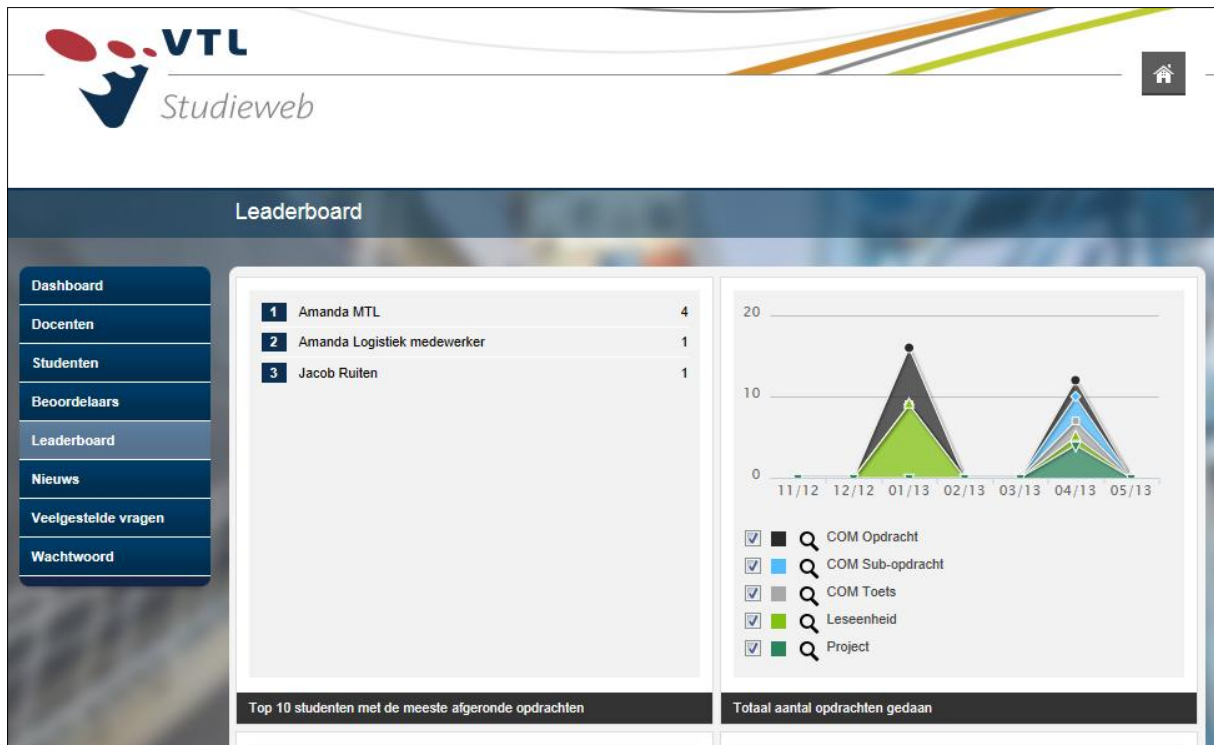 VTL
Studieweb
Leaderboard
Dashboard
Docenten
Studenten
Beoordelaars
Leaderboard
Nieuws
Veelgestelde vragen
Wachtwoord
1 Amanda MTL 4
2 Amanda Logistiek medewerker 1
3 Jacob Ruiten 1
Top 10 studenten met de meeste afgeronde opdrachten
20
10
0
11/12 12/12 01/13 02/13 03/13 04/13 05/13
COM Opdracht
COM Sub-opdracht
COM Toets
Leseenheid
Project
Totaal aantal opdrachten gedaan